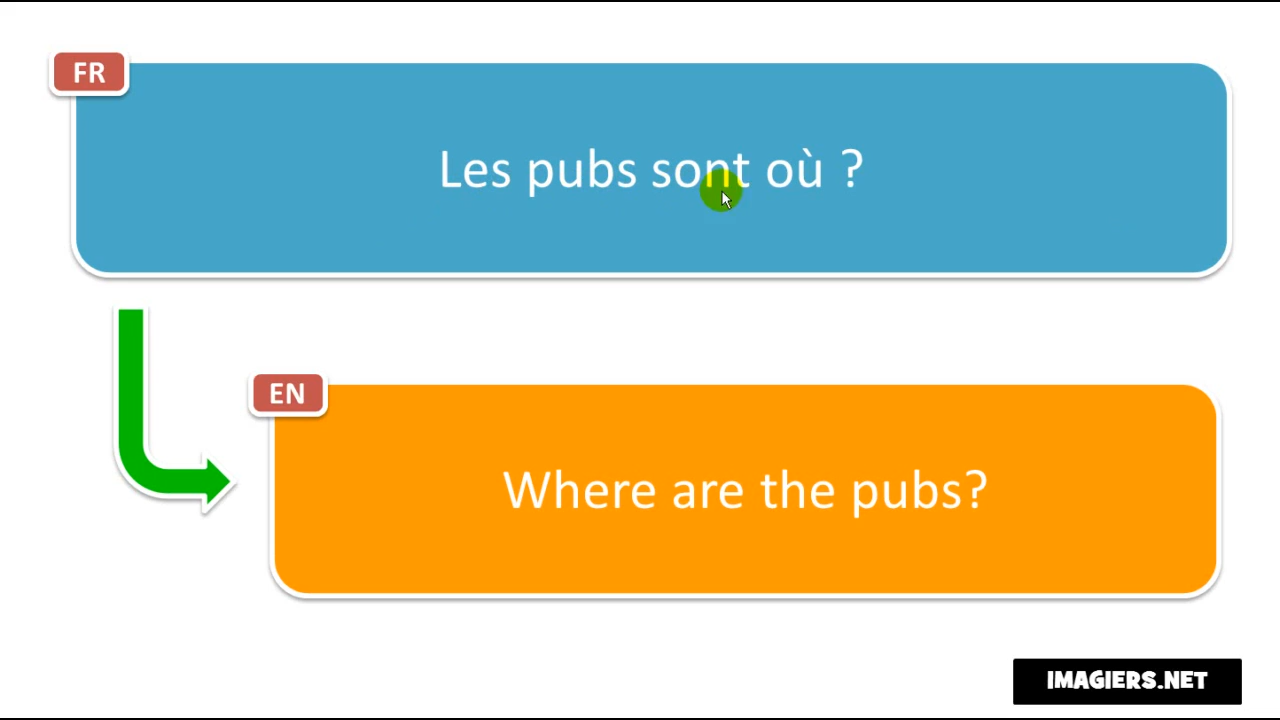 FR
Les pubs sont où ?
EN
Where are the pubs?
IMAGIERS.NET